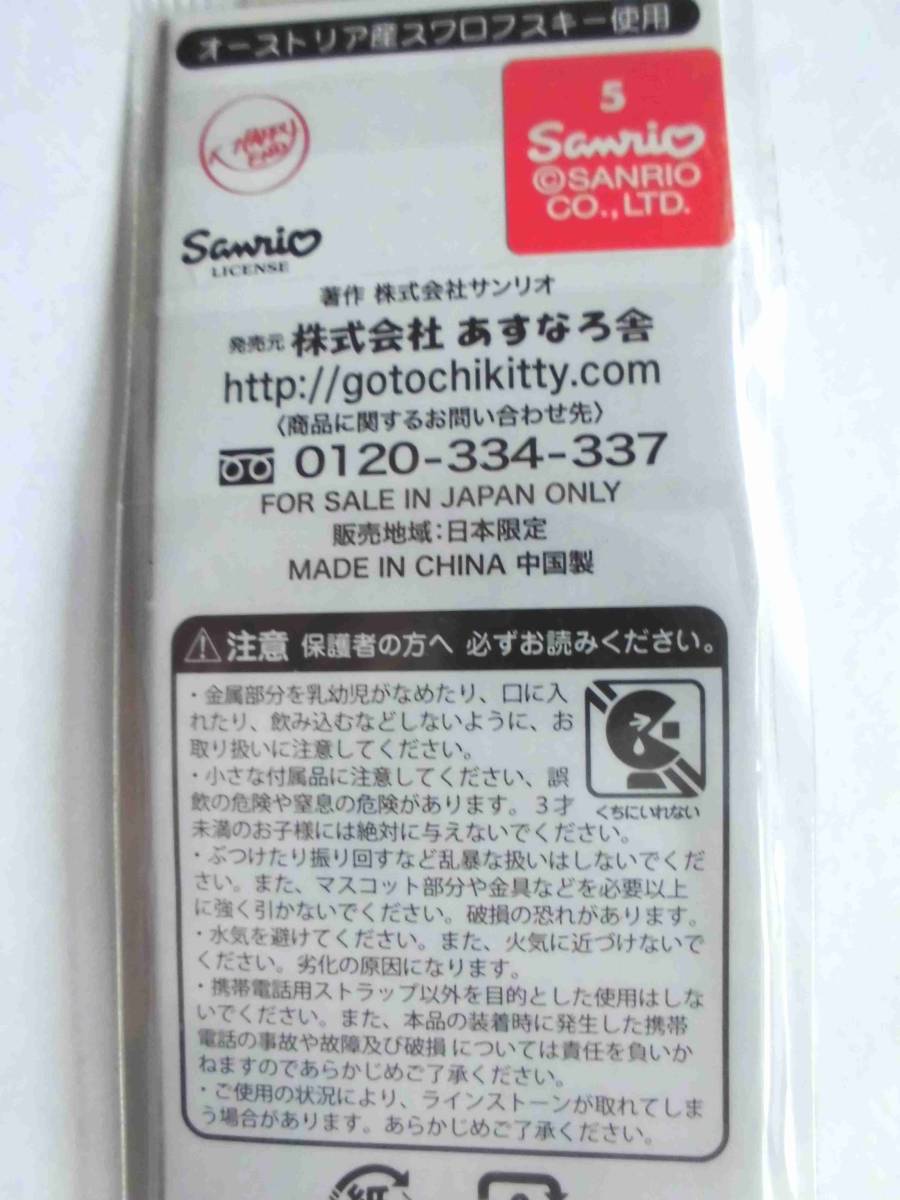 オーストリア産スワロフスキー使用
HAPPY
END
5
Sanrio
©SANRIO
CO.,LTD.
Sanrio
LICENSE
著作 株式会社サンリオ
発売元 株式会社 あすなろ舎
http://gotochikitty.com
〈商品に関するお問い合わせ先〉
0120-334-337
FOR SALE IN JAPAN ONLY
販売地域:日本限定
MADE IN CHINA 中国製
注意 保護者の方へ 必ずお読みください。
・金属部分を乳幼児がなめたり、口に入
れたり、飲み込むなどしないように、お
取り扱いに注意してください。
・小さな付属品に注意してください、誤
飲の危険や窒息の危険があります。3才
未満のお子様には絶対に与えないでください。
くちにいれない
・ぶつけたり振り回すなど乱暴な扱いはしないでくだ
さい。また、マスコット部分や金具などを必要以上
に強く引かないでください。破損の恐れがあります。
・水気を避けてください。また、火気に近づけないで
ください。劣化の原因になります。
・携帯電話用ストラップ以外を目的とした使用はしな
いでください。また、本品の装着時に発生した携帯
電話の事故や故障及び破損 については責任を負いか
ねますのであらかじめご了承ください。
・ご使用の状況により、ラインストーンが取れてしま
う場合があります。あらかじめご了承ください。
紙